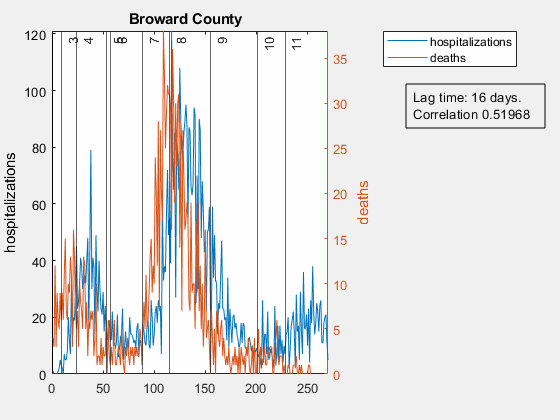 Broward County
3 4 5 6 7 8 9 10 11
hospitalizations
deaths
Lag time: 16 days.
Correlation 0.51968
120
100
80
60
40
20
0
hospitalizations
35
30
25
20
15
10
5
0
deaths
0 50 100 150 200 250